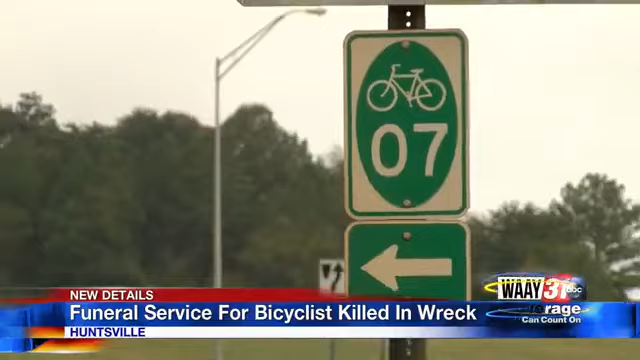 07
NEW DETAILS
Funeral Service For Bicyclist Killed In Wreck
HUNTSVILLE
WAAY 31 abc
Can Count On